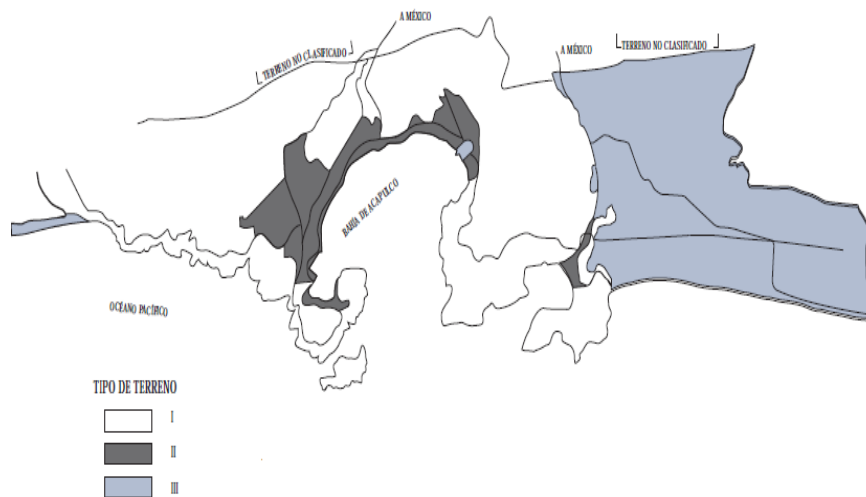 A MÉXICO
TERRENO NO CLASIFICADO
A MÉXICO
TERRENO NO CLASIFICADO
BAHÍA DE ACAPULCO
OCÉANO PACÍFICO
TIPO DE TERRENO
I
II
III